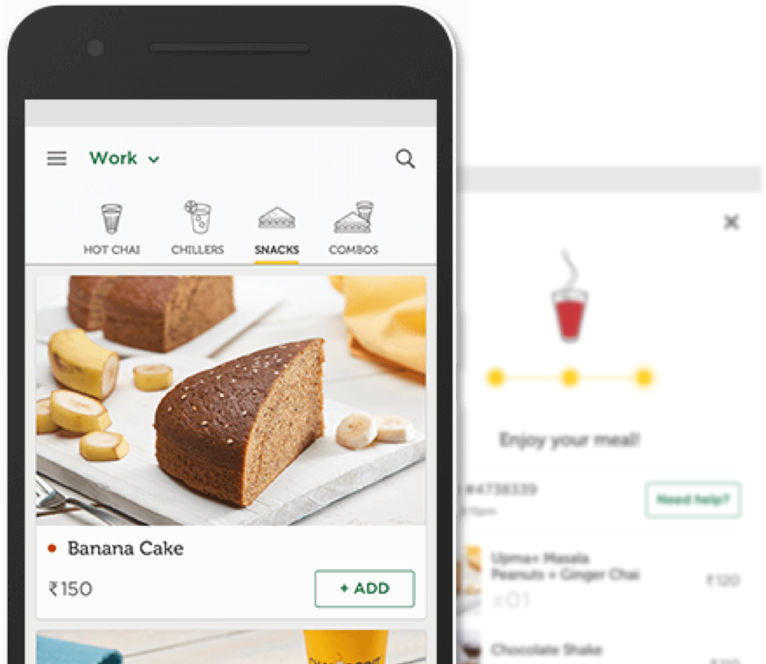 Work
HOT CHAI
CHILLERS
SNACKS
COMBOS
Banana Cake
₹150
+ ADD
Enjoy your meal!
#4738339
Need help?
Upma+ Masala
Peanuts + Ginger Chai
₹120
x01
Chocolate Shake